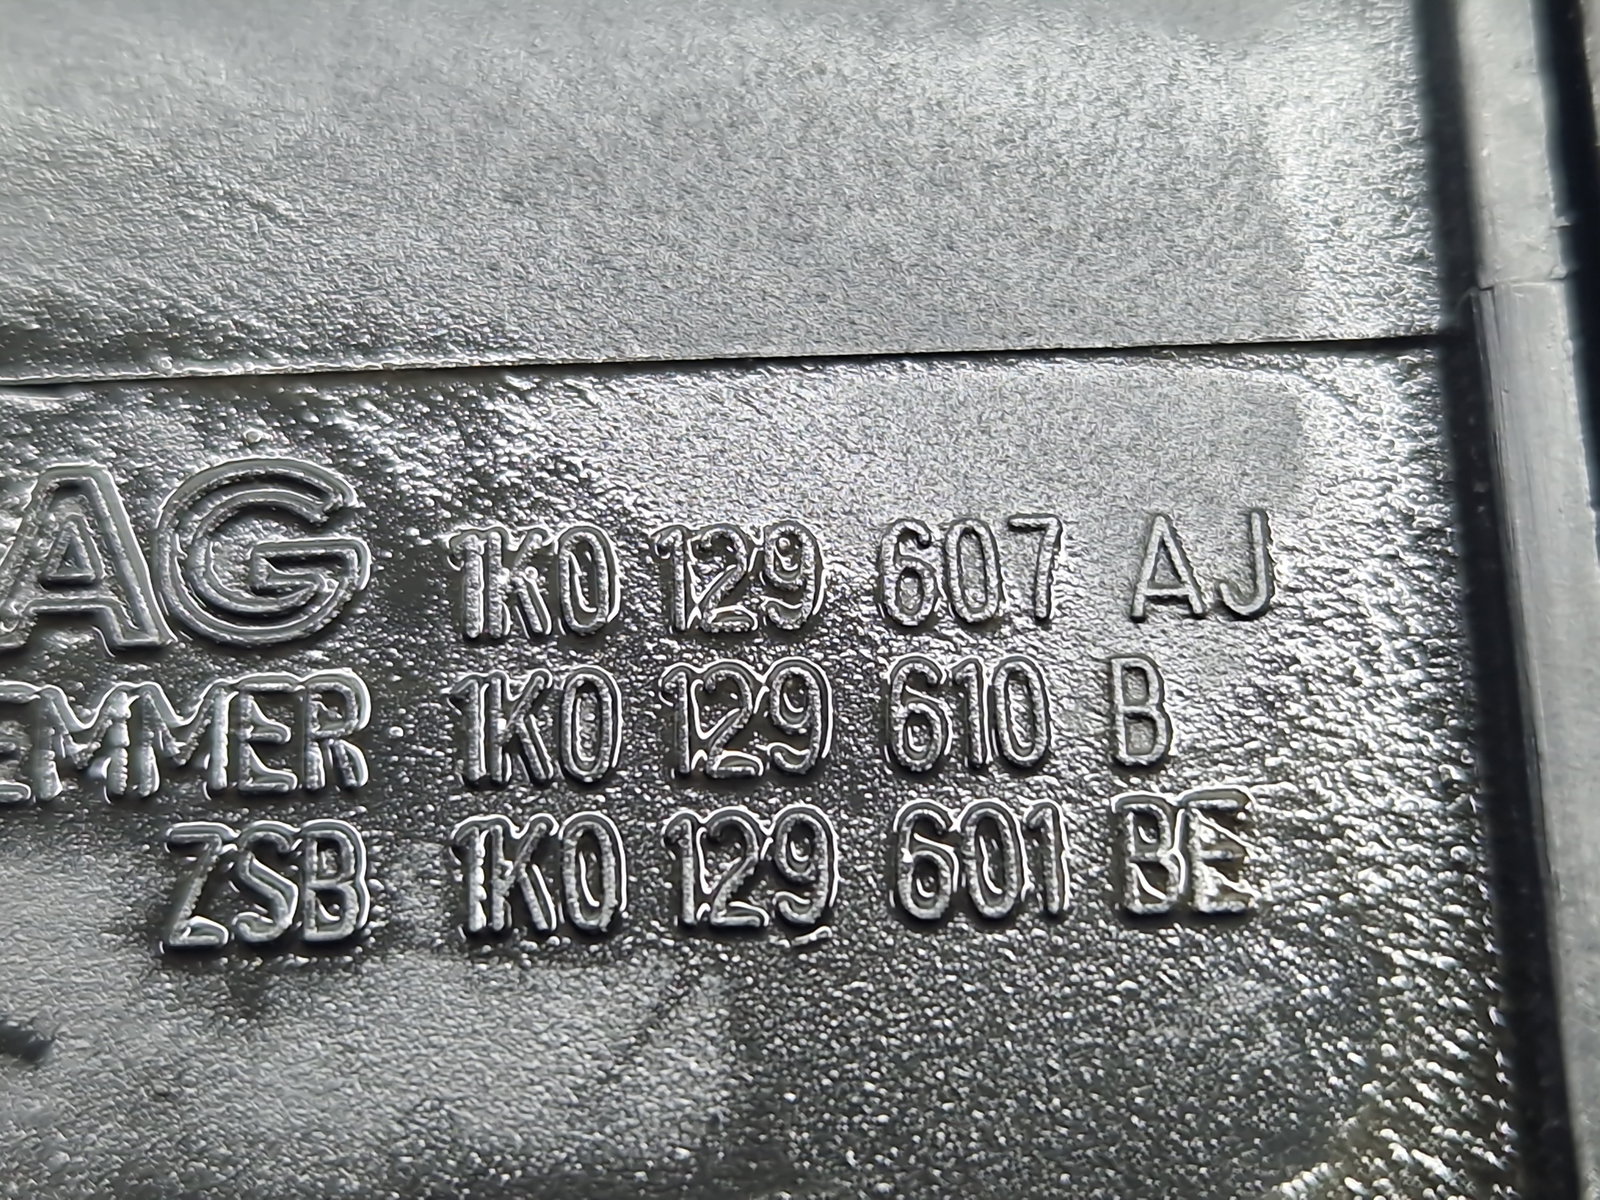 AG 1K0 129 607 AJ
EMMER 1K0 129 610 B
ZSB 1K0 129 601 BE